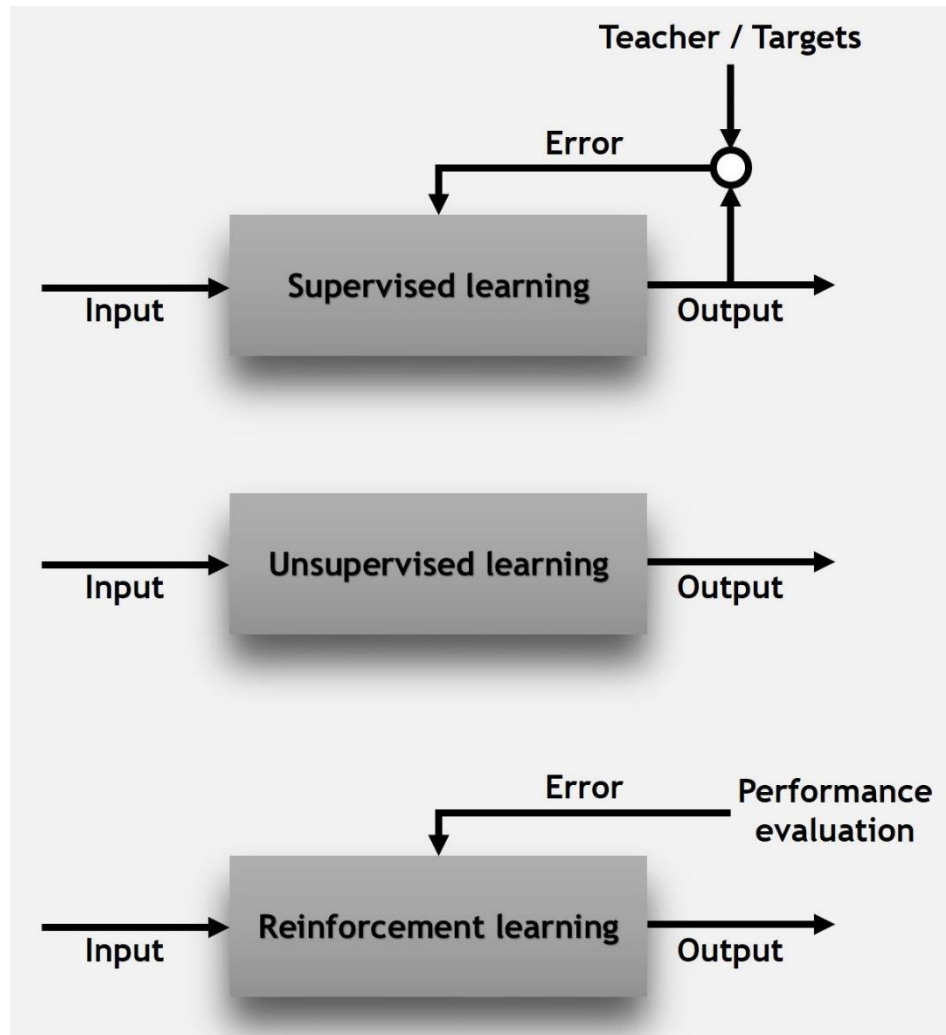 Teacher / Targets
Error
Supervised learning
Input
Output
Unsupervised learning
Input
Output
Error
Performance
evaluation
Reinforcement learning
Input
Output